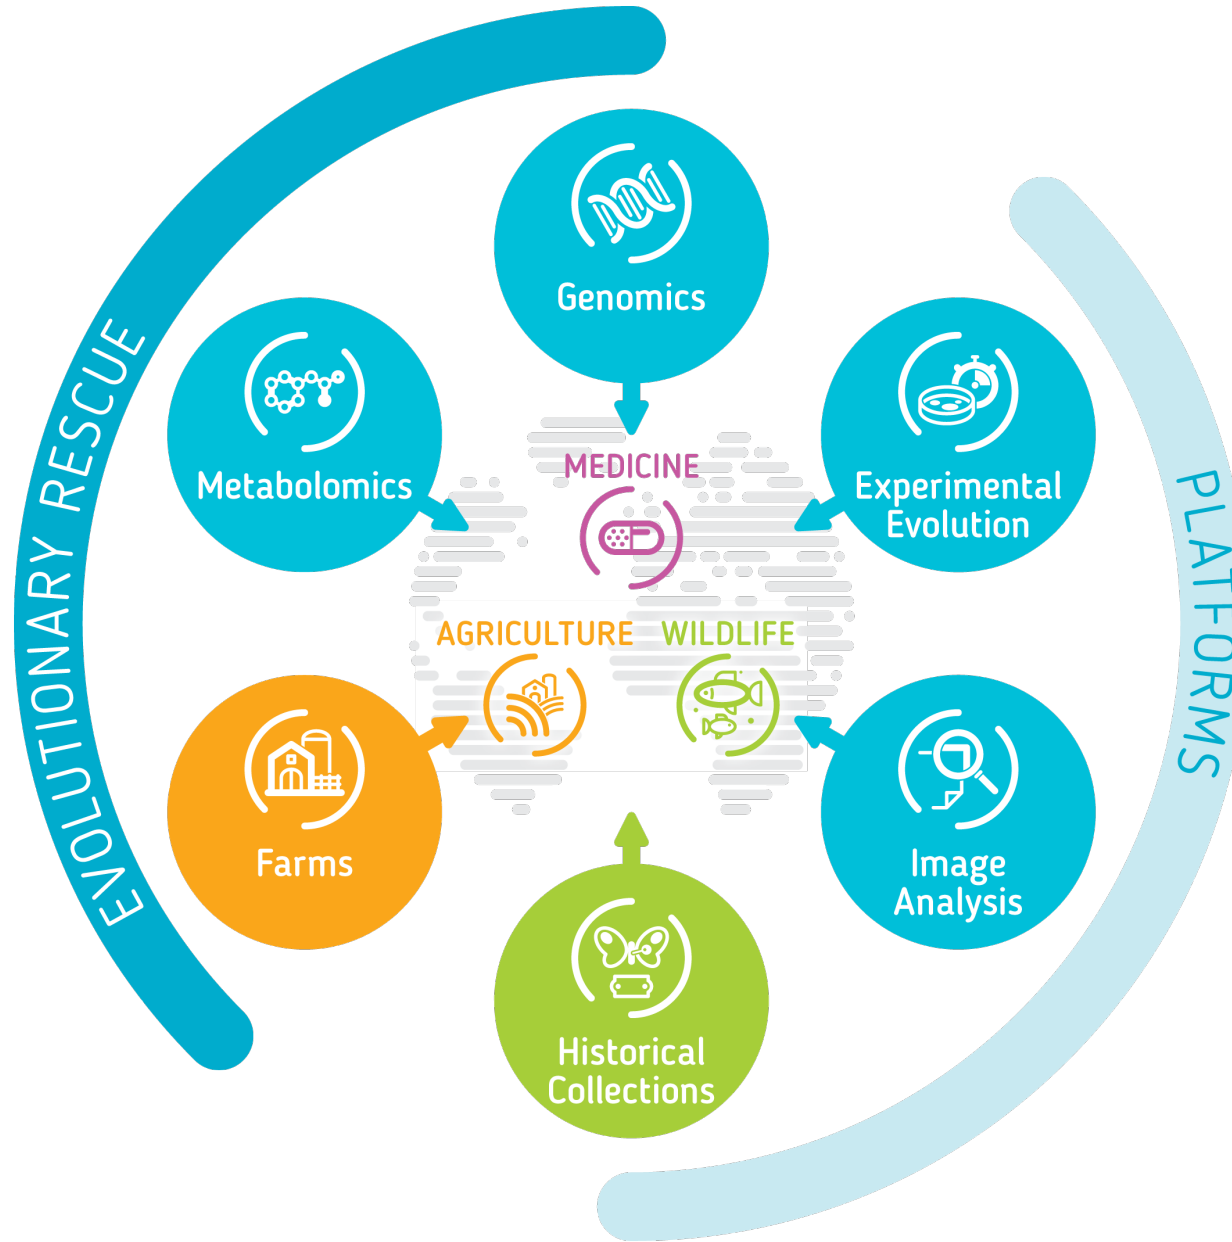 EVOLUTIONARY RESCUE
PLATFORMS
Genomics
Metabolomics
Experimental
Evolution
MEDICINE
AGRICULTURE
WILDLIFE
Farms
Image
Analysis
Historical
Collections